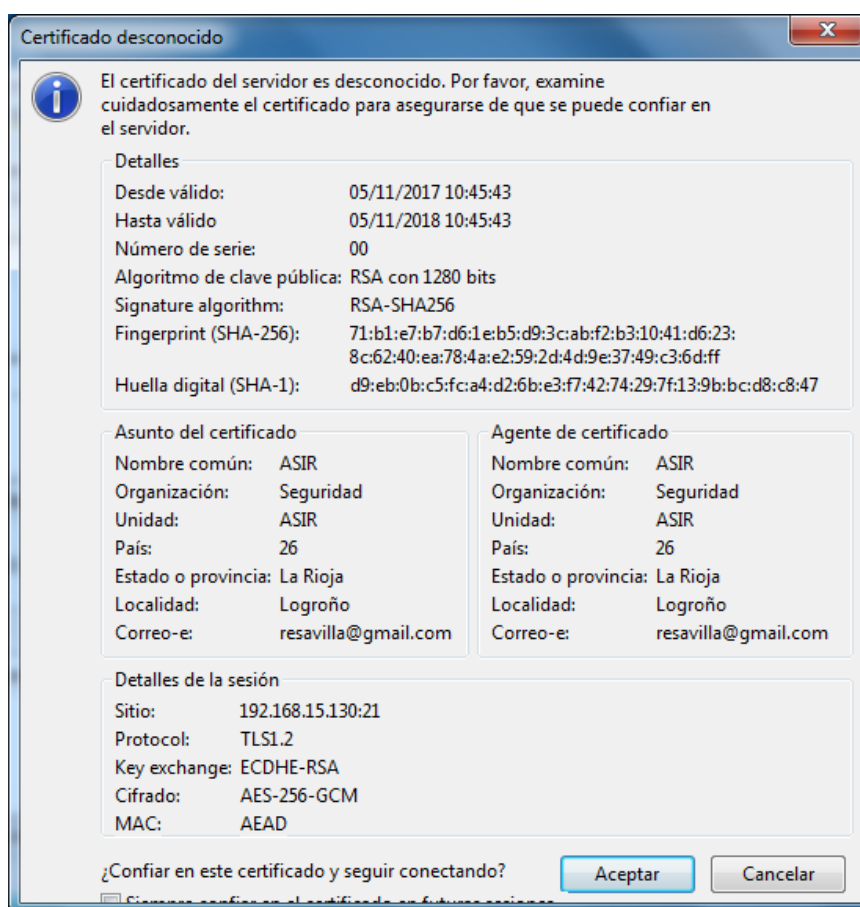 Certificado desconocido
El certificado del servidor es desconocido. Por favor, examine
cuidadosamente el certificado para asegurarse de que se puede confiar en
el servidor.
Detalles
Desde válido: 05/11/2017 10:45:43
Hasta válido 05/11/2018 10:45:43
Número de serie: 00
Algoritmo de clave pública: RSA con 1280 bits
Signature algorithm: RSA-SHA256
Fingerprint (SHA-256): 71:b1:e7:b7:d6:1e:b5:d9:3c:ab:f2:b3:10:41:d6:23:
8c:62:40:ea:78:4a:e2:59:2d:4d:9e:37:49:c3:6d:ff
Huella digital (SHA-1): d9:eb:0b:c5:fc:a4:d2:6b:e3:f7:42:74:29:7f:13:9b:bc:d8:c8:47
Asunto del certificado
Nombre común: ASIR
Organización: Seguridad
Unidad: ASIR
País: 26
Estado o provincia: La Rioja
Localidad: Logroño
Correo-e: resavilla@gmail.com
Agente de certificado
Nombre común: ASIR
Organización: Seguridad
Unidad: ASIR
País: 26
Estado o provincia: La Rioja
Localidad: Logroño
Correo-e: resavilla@gmail.com
Detalles de la sesión
Sitio: 192.168.15.130:21
Protocol: TLS1.2
Key exchange: ECDHE-RSA
Cifrado: AES-256-GCM
MAC: AEAD
¿Confiar en este certificado y seguir conectando?
Aceptar
Cancelar
Siempre confiar en el certificado en futuras sesiones